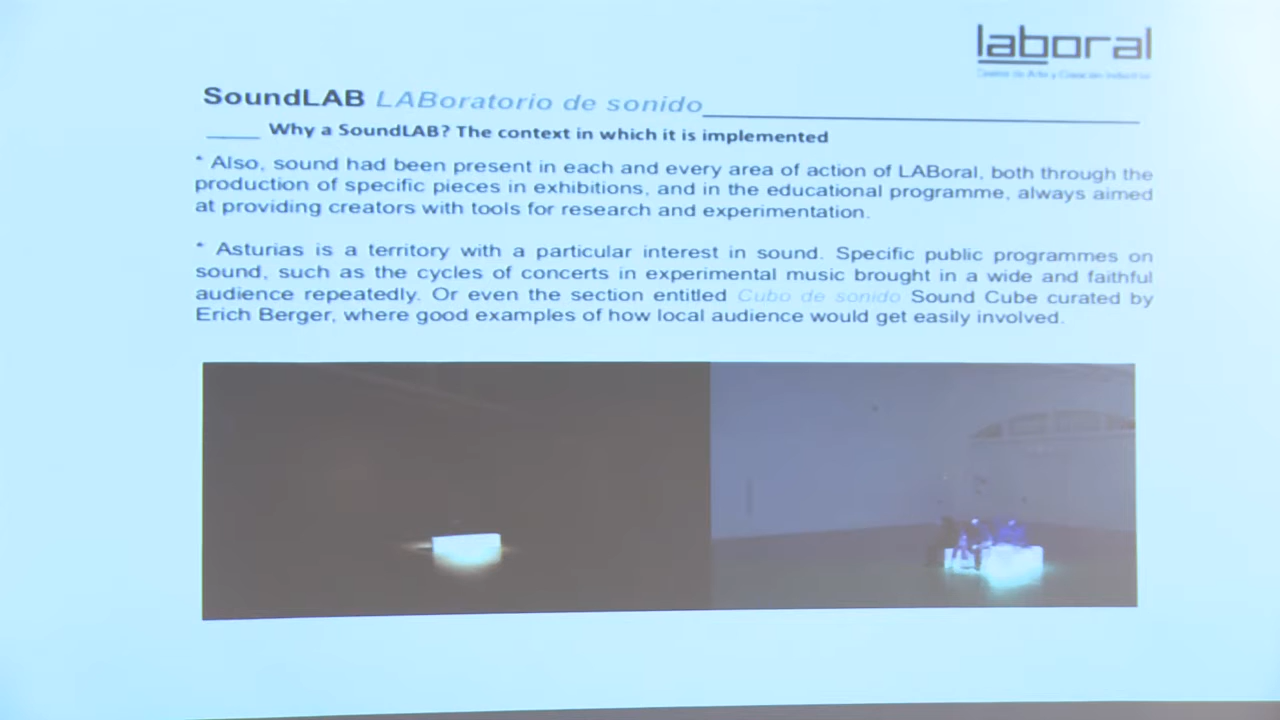 laboral
Centro de Arte y Creación Industrial
SoundLAB LABoratorio de sonido
Why a SoundLAB? The context in which it is implemented
* Also, sound had been present in each and every area of action of LABoral, both through the
production of specific pieces in exhibitions, and in the educational programme, always aimed
at providing creators with tools for research and experimentation.
* Asturias is a territory with a particular interest in sound. Specific public programmes on
sound, such as the cycles of concerts in experimental music brought in a wide and faithful
audience repeatedly. Or even the section entitled Cubo de sonido Sound Cube curated by
Erich Berger, where good examples of how local audience would get easily involved.